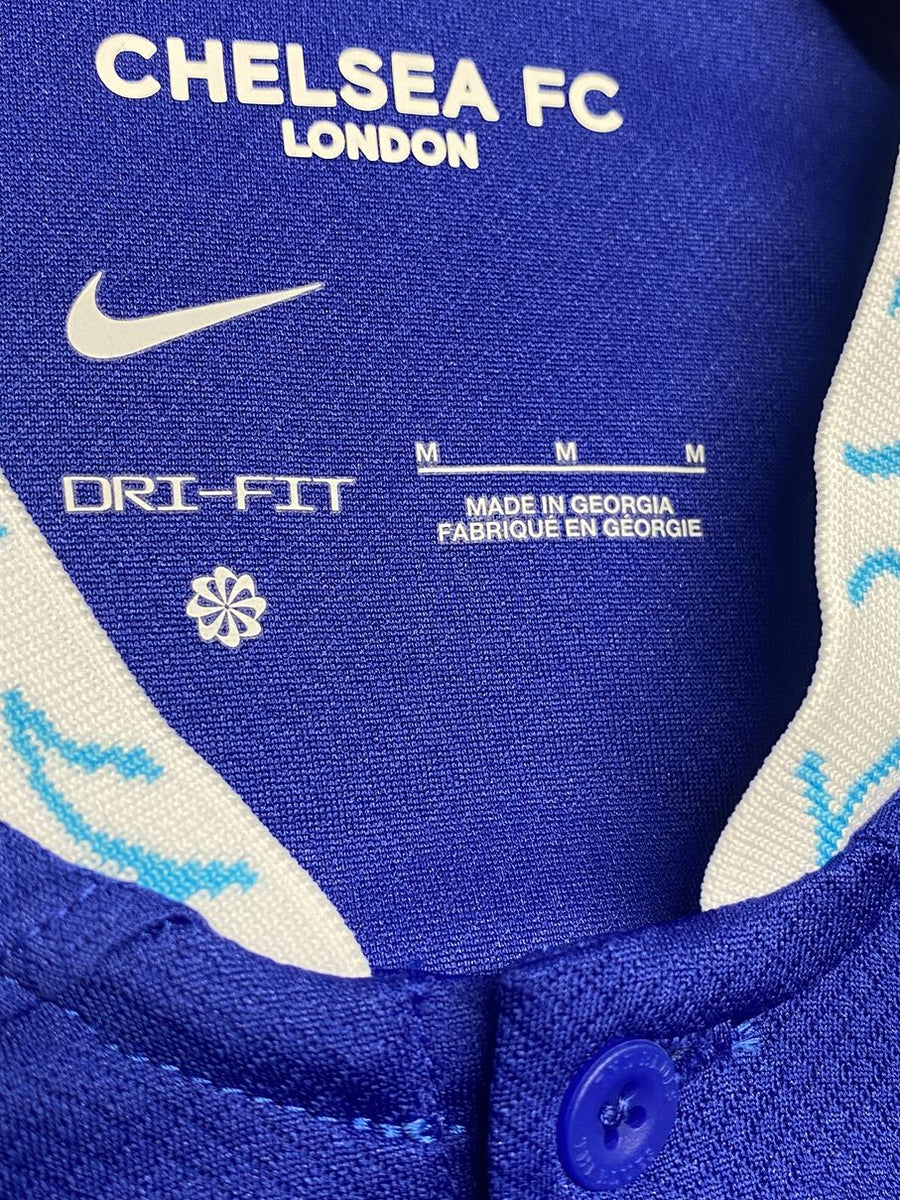 CHELSEA FC
LONDON
DRI-FIT
M M M
MADE IN GEORGIA
FABRIQUÉ EN GÉORGIE